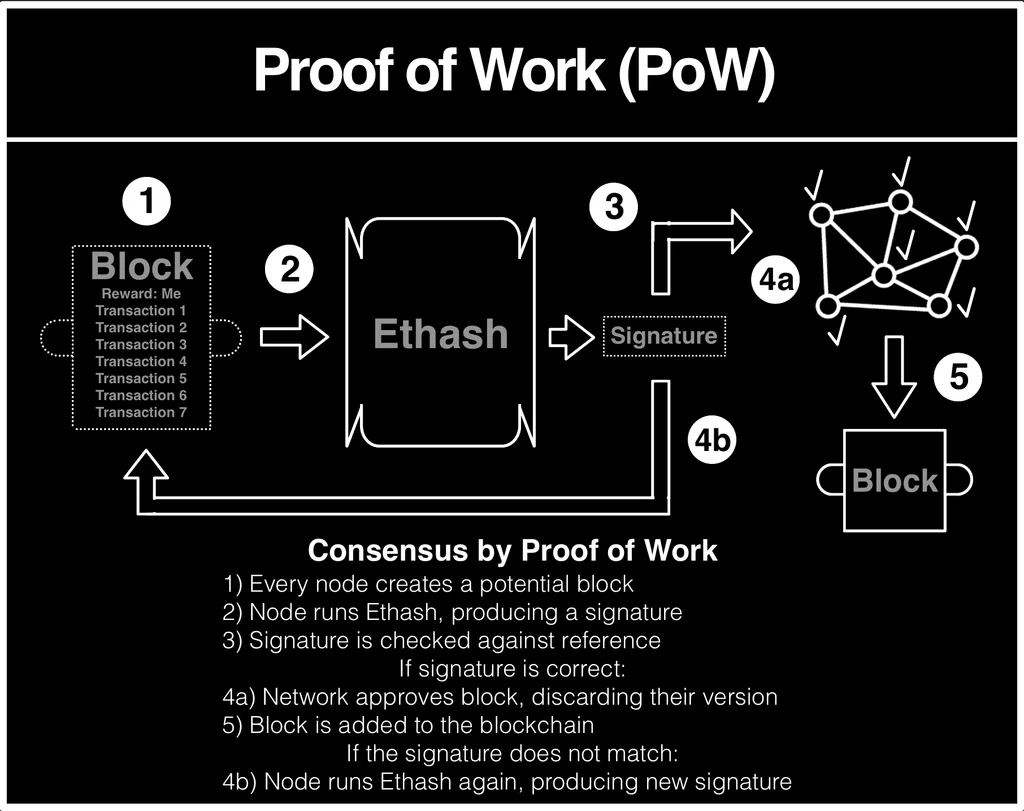 Proof of Work (PoW)
1
Block
Reward: Me
Transaction 1
Transaction 2
Transaction 3
Transaction 4
Transaction 5
Transaction 6
Transaction 7
2
Ethash
3
Signature
4a
4b
5
Block
Consensus by Proof of Work
1) Every node creates a potential block
2) Node runs Ethash, producing a signature
3) Signature is checked against reference
If signature is correct:
4a) Network approves block, discarding their version
5) Block is added to the blockchain
If the signature does not match:
4b) Node runs Ethash again, producing new signature